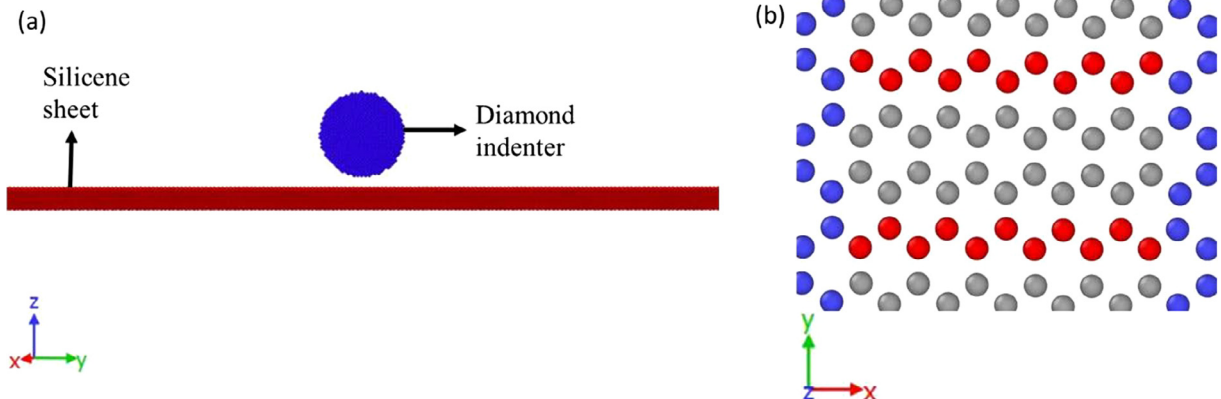 (a)
Silicene
sheet
Diamond
indenter
z
x
y
(b)
y
z
x